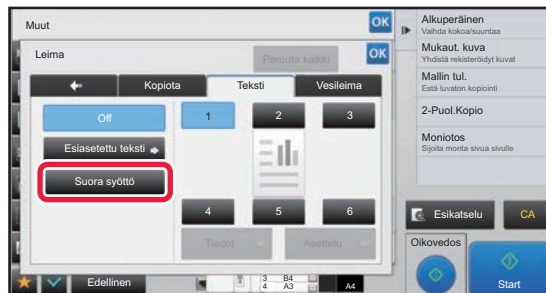 Muut
OK
Leima
Peruuta kaikki
OK
Kopiota
Teksti
Vesileima
Off
Esiasetettu teksti
Suora syöttö
1
2
3
4
5
6
Tiedot
Asettelu
Edellinen
3 B4
4 A3
A4
Alkuperäinen
Vaihda kokoa/suuntaa
Mukaut. kuva
Yhdistä rekisteröidyt kuvat
Mallin tul.
Estä luvaton kopiointi
2-Puol.Kopio
Moniotos
Sijoita monta sivua sivulle
Esikatselu
CA
Oikovedos
Start